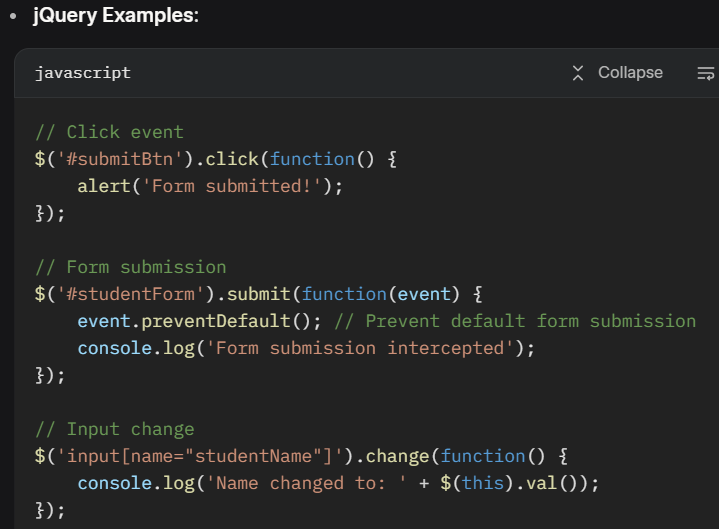 • jQuery Examples:
javascript
Collapse
// Click event
$('#submitBtn').click(function() {
    alert('Form submitted!');
});
// Form submission
$('#studentForm').submit(function(event) {
    event.preventDefault(); // Prevent default form submission
    console.log('Form submission intercepted');
});
// Input change
$('input[name="studentName"]').change(function() {
    console.log('Name changed to: ' + $(this).val());
});